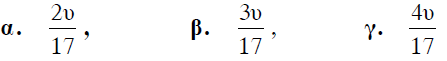 α. 2υ/17 , β. 3υ/17 , γ. 4υ/17